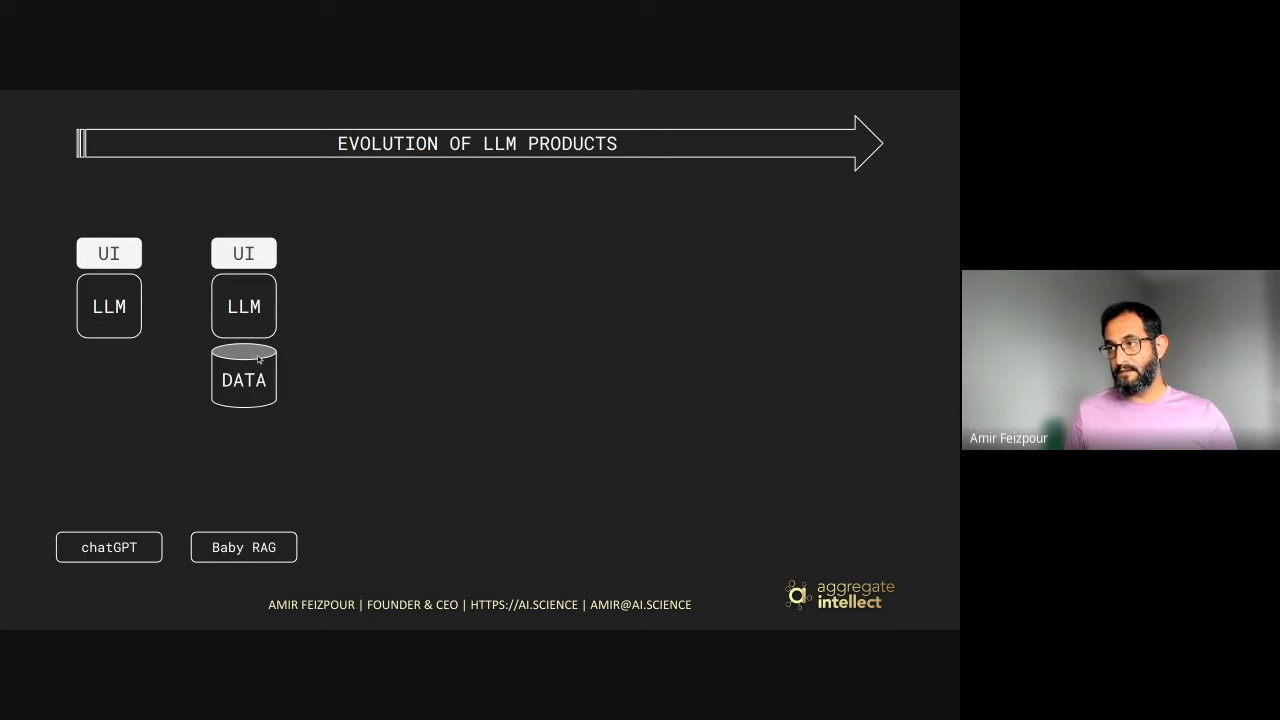 EVOLUTION OF LLM PRODUCTS
UI
LLM
UI
LLM
DATA
chatGPT
Baby RAG
AMIR FEIZPOUR | FOUNDER & CEO | HTTPS://AI.SCIENCE | AMIR@AI.SCIENCE
ai
aggregate
intellect
Amir Feizpour